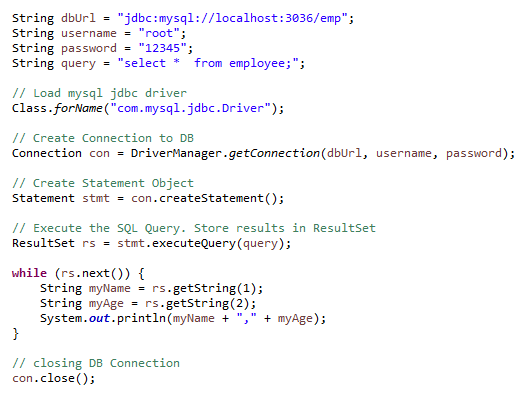 String dbUrl = "jdbc:mysql://localhost:3036/emp";
String username = "root";
String password = "12345";
String query = "select *  from employee;";
// Load mysql jdbc driver
Class.forName("com.mysql.jdbc.Driver");
// Create Connection to DB
Connection con = DriverManager.getConnection(dbUrl, username, password);
// Create Statement Object
Statement stmt = con.createStatement();
// Execute the SQL Query. Store results in ResultSet
ResultSet rs = stmt.executeQuery(query);
while (rs.next()) {
    String myName = rs.getString(1);
    String myAge = rs.getString(2);
    System.out.println(myName + "," + myAge);
}
// closing DB Connection
con.close();